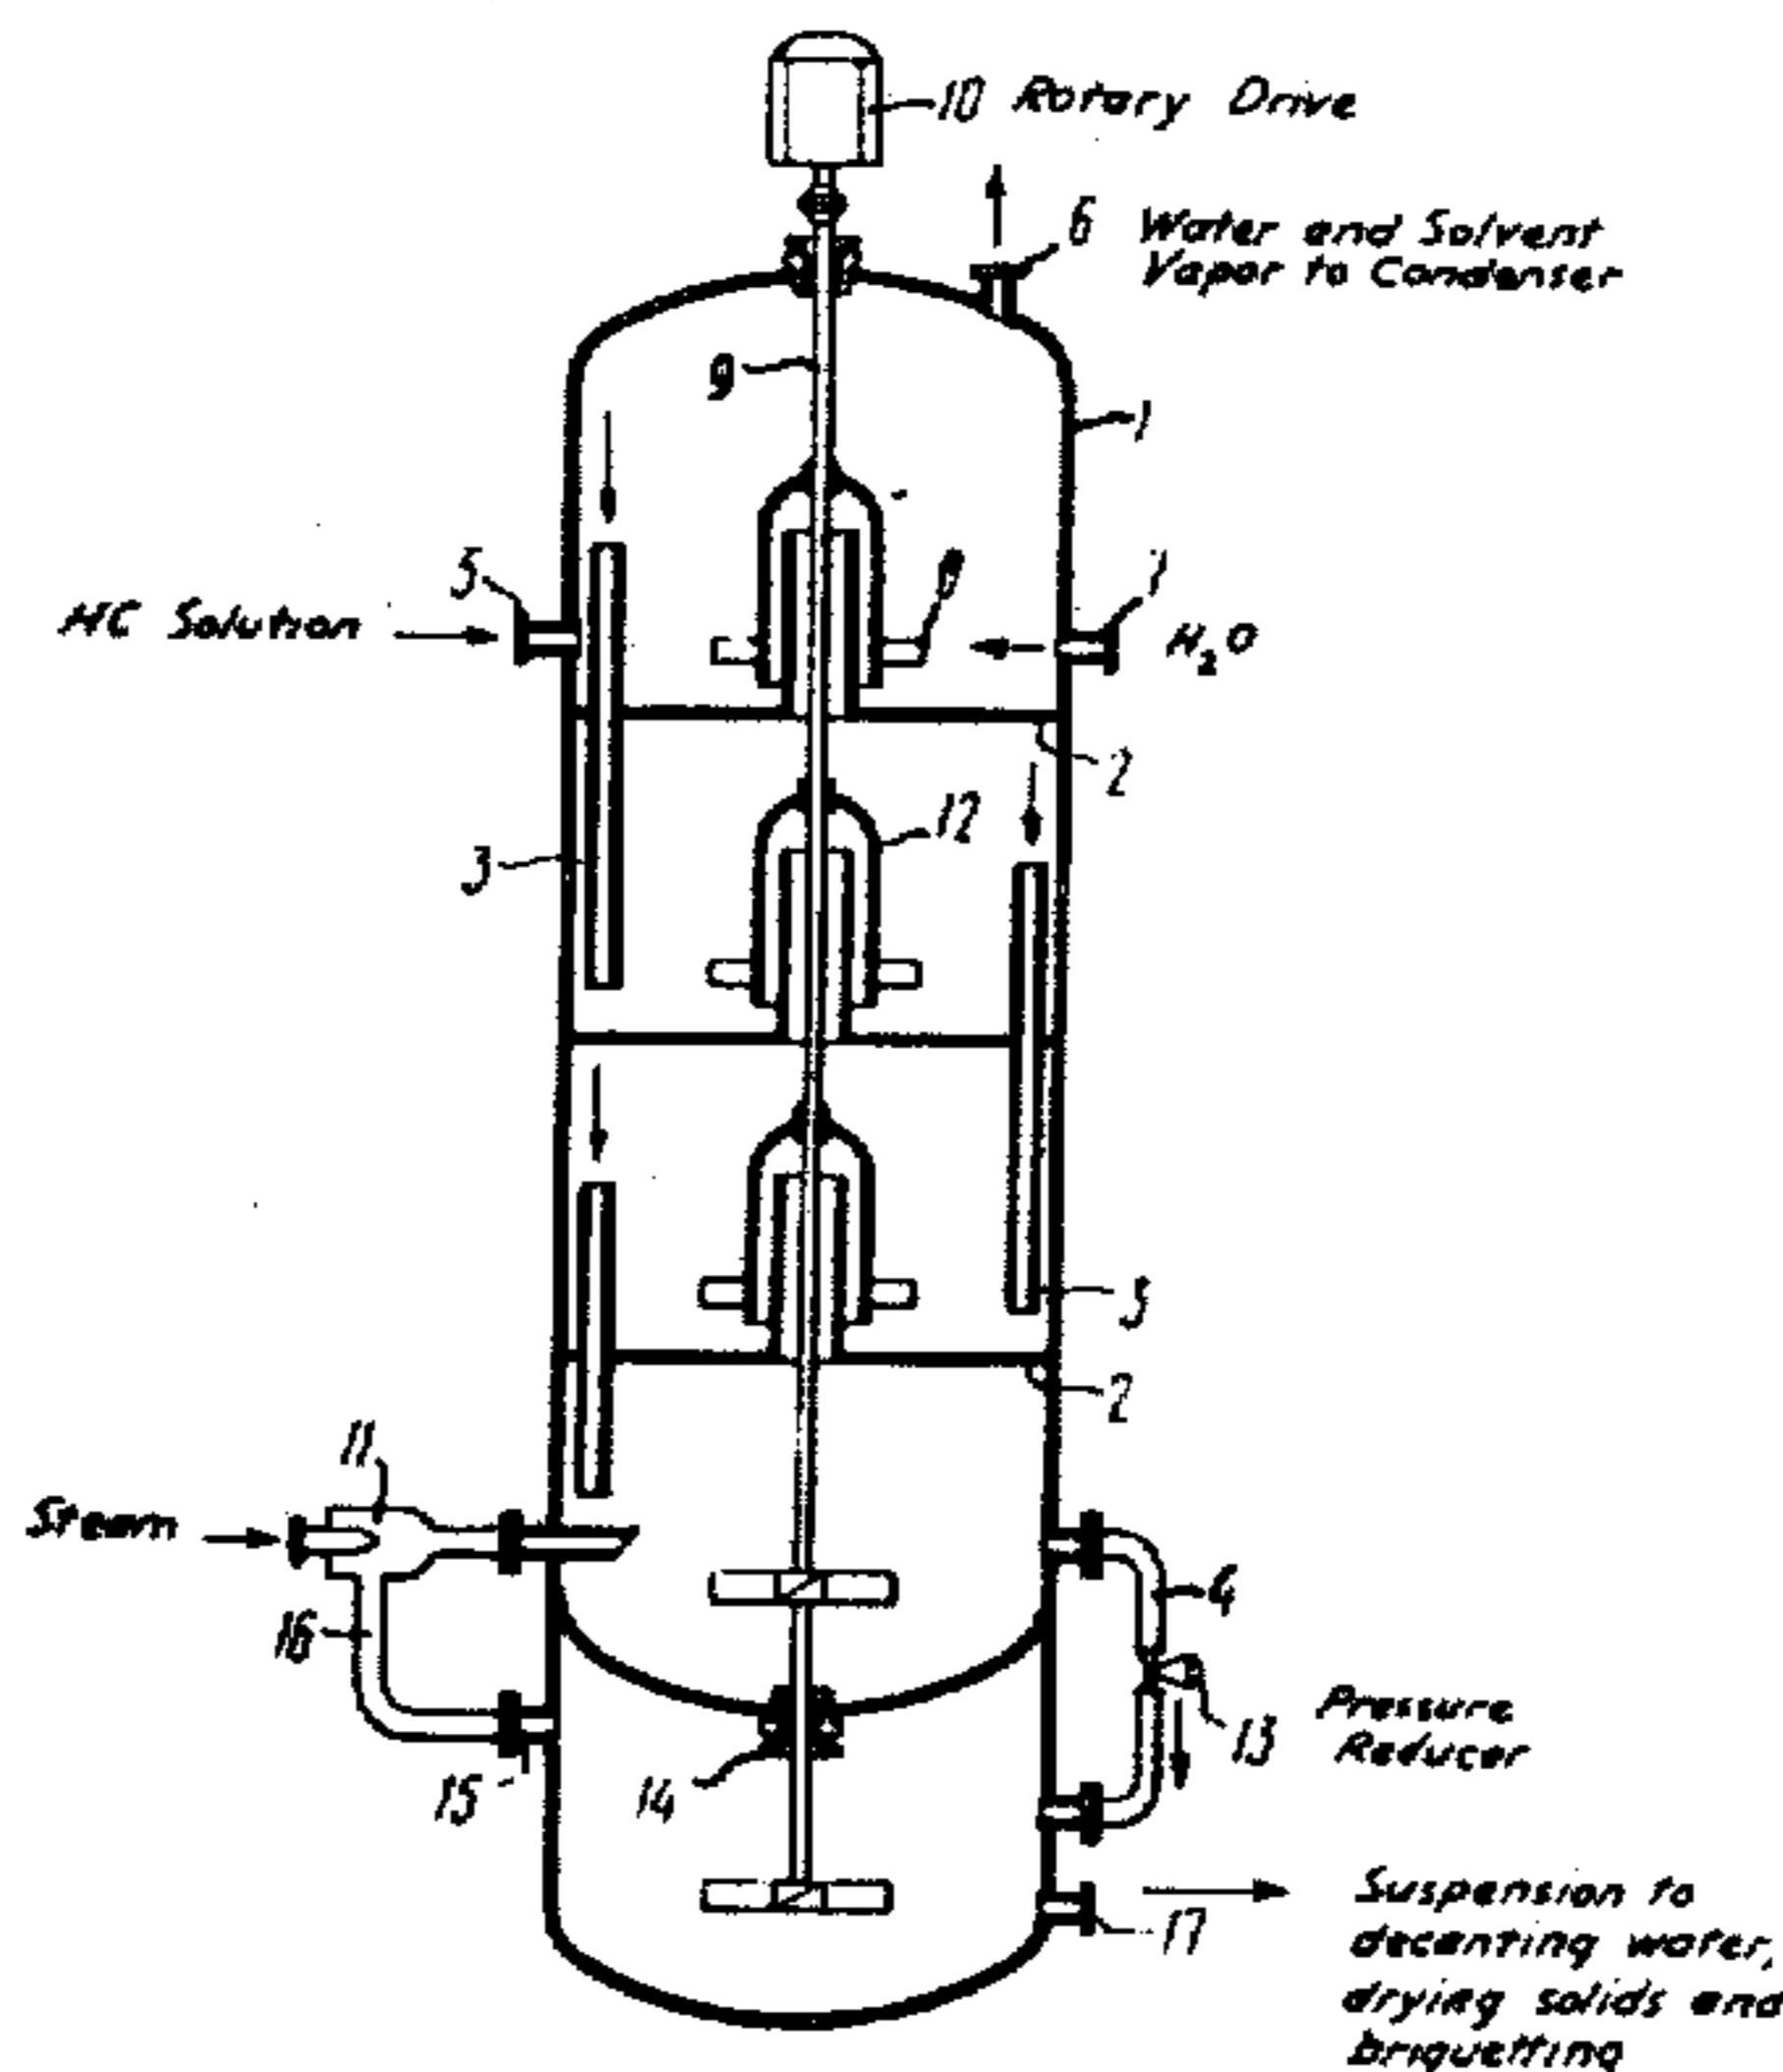 10 Rotary Drive
6 Water and Solvent
Vapor to Condenser
9
1
5
HC Solution
7
H₂O
2
12
3
3
2
11
Steam
4
16
Pressure
13 Reducer
15
14
Suspension to
decanting water,
17
drying solids and
briquetting